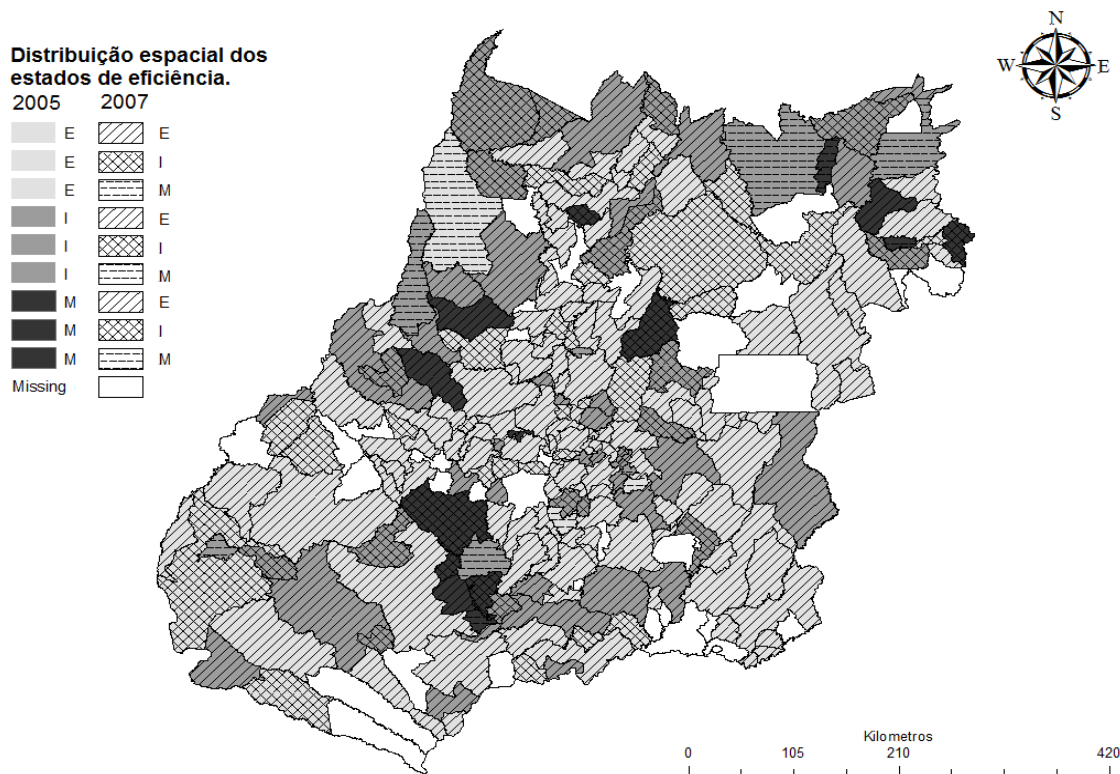 Distribuição espacial dos
estados de eficiência.
2005 2007
E E
E I
E M
I E
I I
I M
M E
M I
M M
Missing
N
W E
S
Kilometros
0 105 210 420